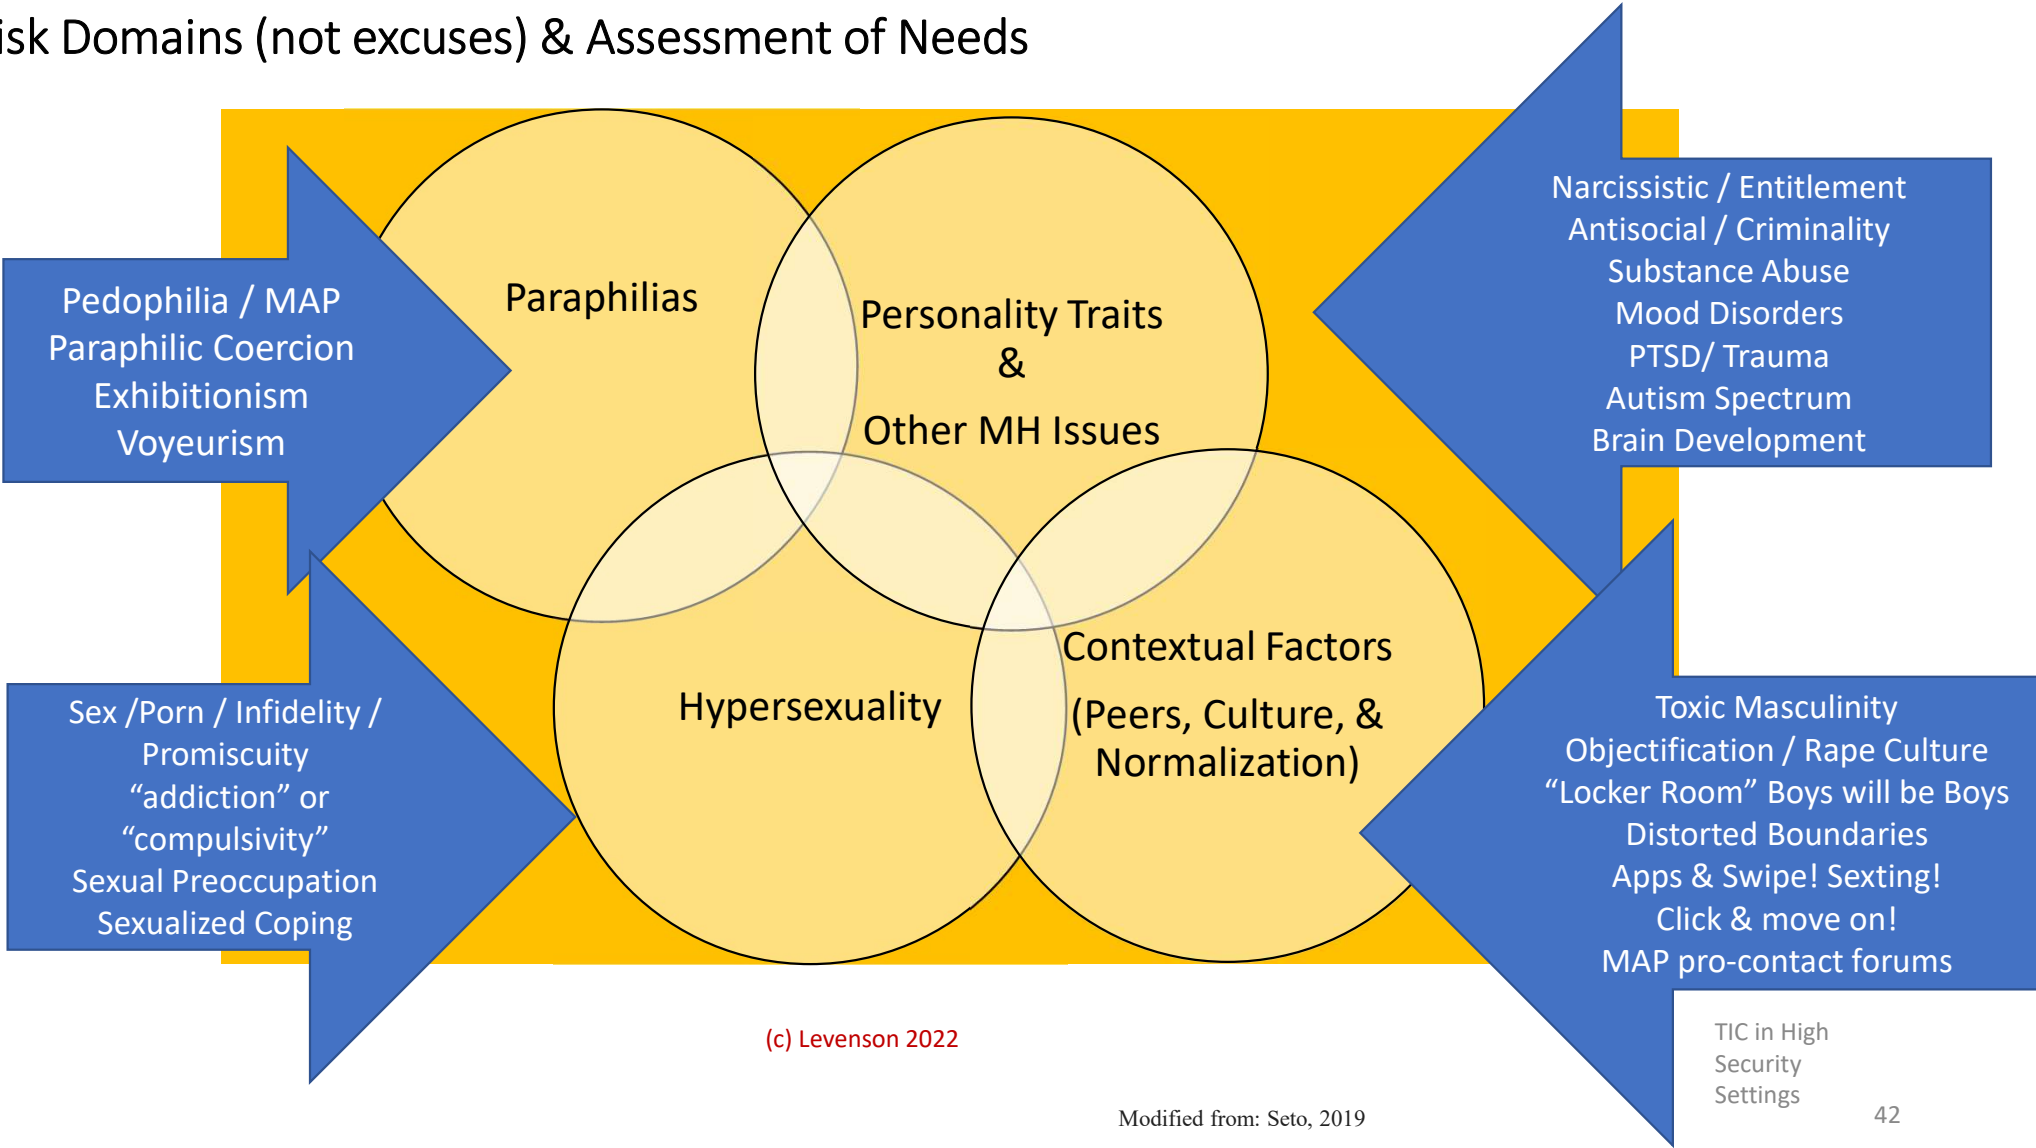 isk Domains (not excuses) & Assessment of Needs
Pedophilia / MAP
Paraphilic Coercion
Exhibitionism
Voyeurism
Paraphilias
Personality Traits
&
Other MH Issues
Narcissistic / Entitlement
Antisocial / Criminality
Substance Abuse
Mood Disorders
PTSD/ Trauma
Autism Spectrum
Brain Development
Sex /Porn / Infidelity /
Promiscuity
“addiction” or
“compulsivity”
Sexual Preoccupation
Sexualized Coping
Hypersexuality
Contextual Factors
(Peers, Culture, &
Normalization)
Toxic Masculinity
Objectification / Rape Culture
“Locker Room” Boys will be Boys
Distorted Boundaries
Apps & Swipe! Sexting!
Click & move on!
MAP pro-contact forums
(c) Levenson 2022
Modified from: Seto, 2019
TIC in High
Security
Settings
42